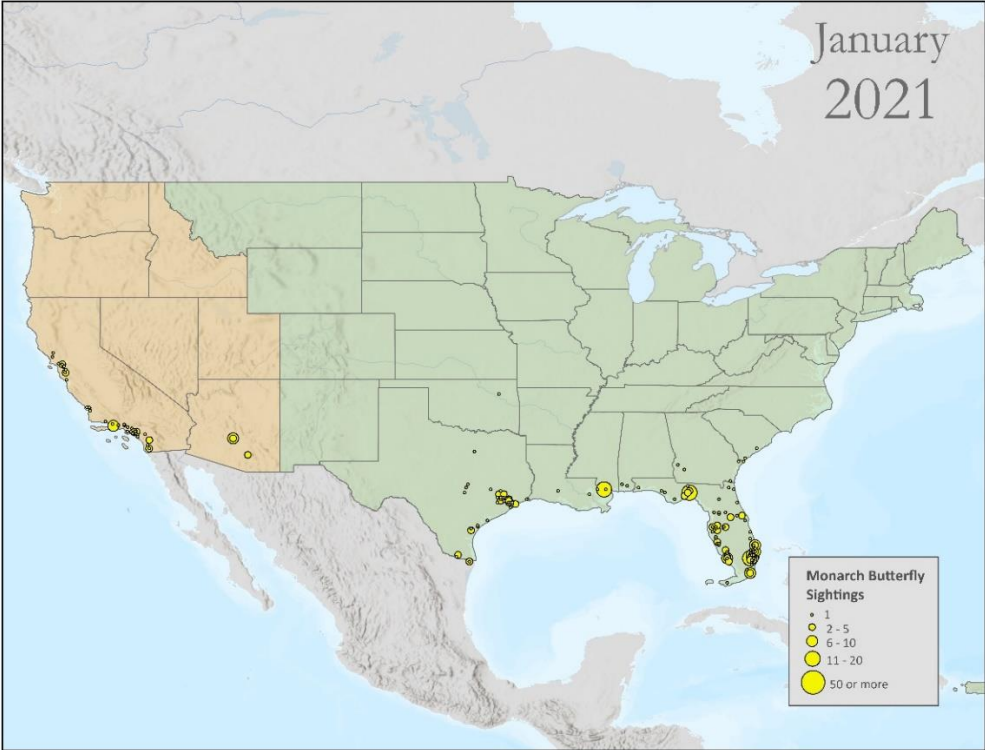 January
2021
Monarch Butterfly
Sightings
1
2 - 5
6 - 10
11 - 20
50 or more